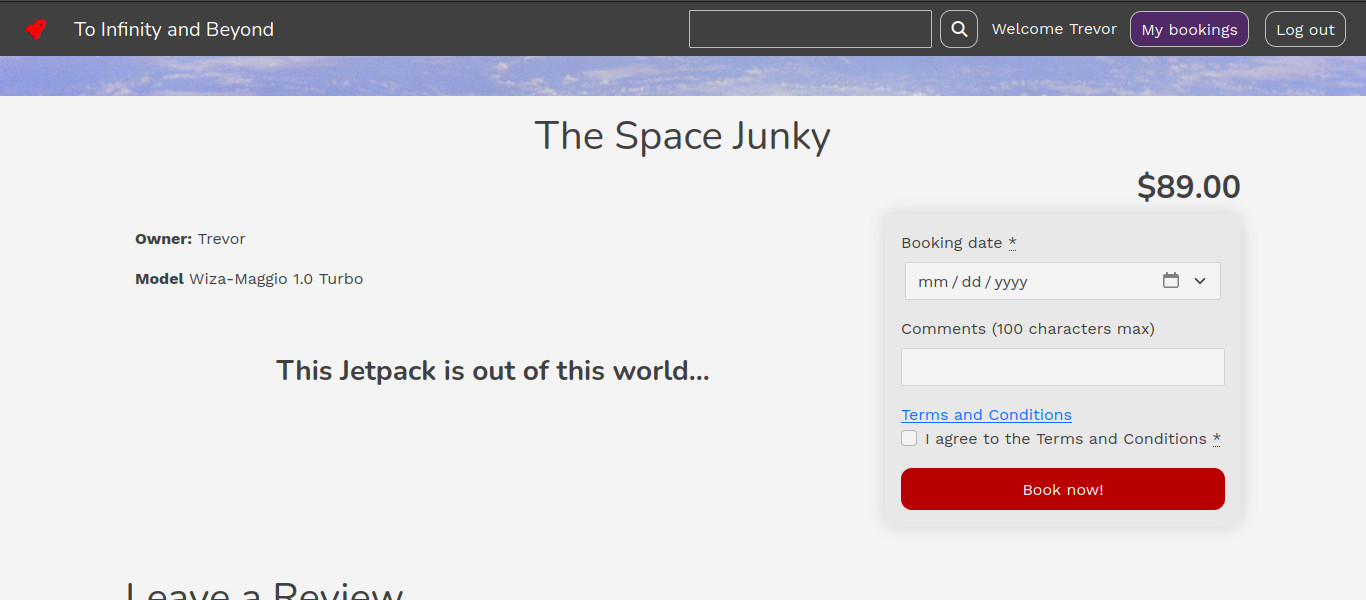 To Infinity and Beyond
Welcome Trevor
My bookings
Log out
The Space Junky
$89.00
Owner: Trevor
Model Wiza-Maggio 1.0 Turbo
This Jetpack is out of this world...
Booking date *
mm / dd / yyyy
Comments (100 characters max)
Terms and Conditions
I agree to the Terms and Conditions *
Book now!
Leave a Review